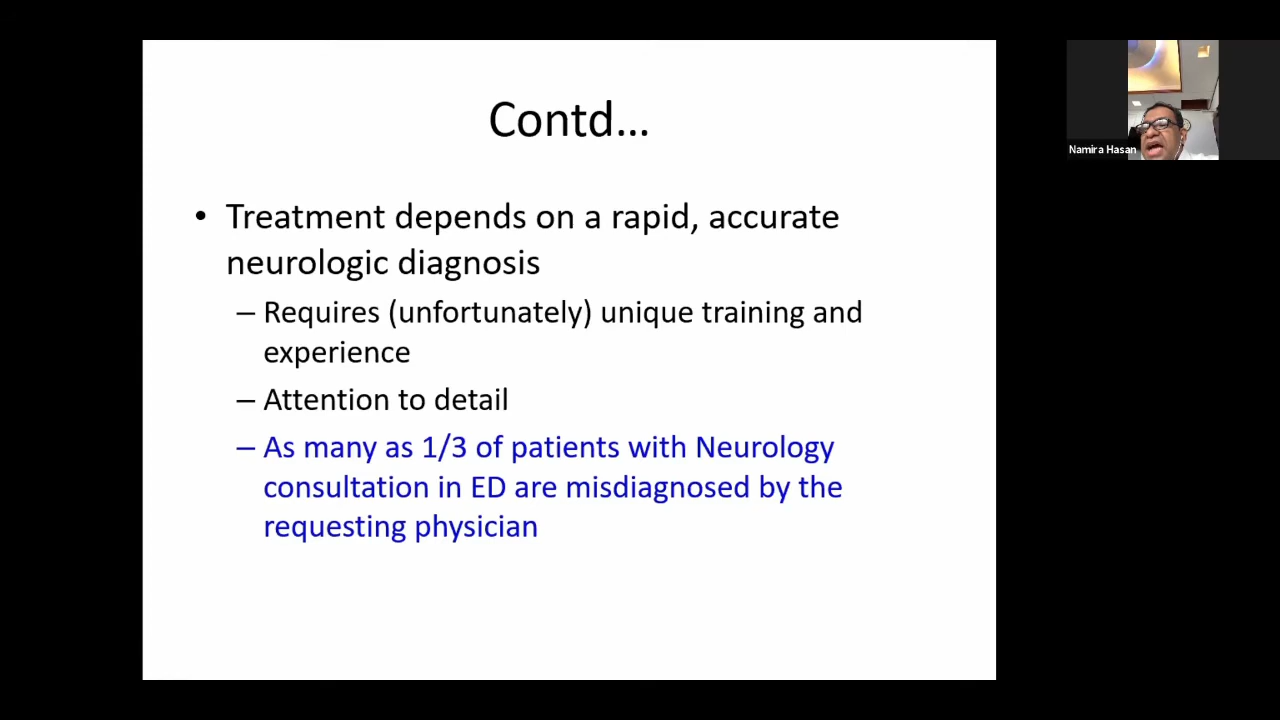 Contd...
• Treatment depends on a rapid, accurate
neurologic diagnosis
– Requires (unfortunately) unique training and
experience
– Attention to detail
– As many as 1/3 of patients with Neurology
consultation in ED are misdiagnosed by the
requesting physician
Namira Hasan